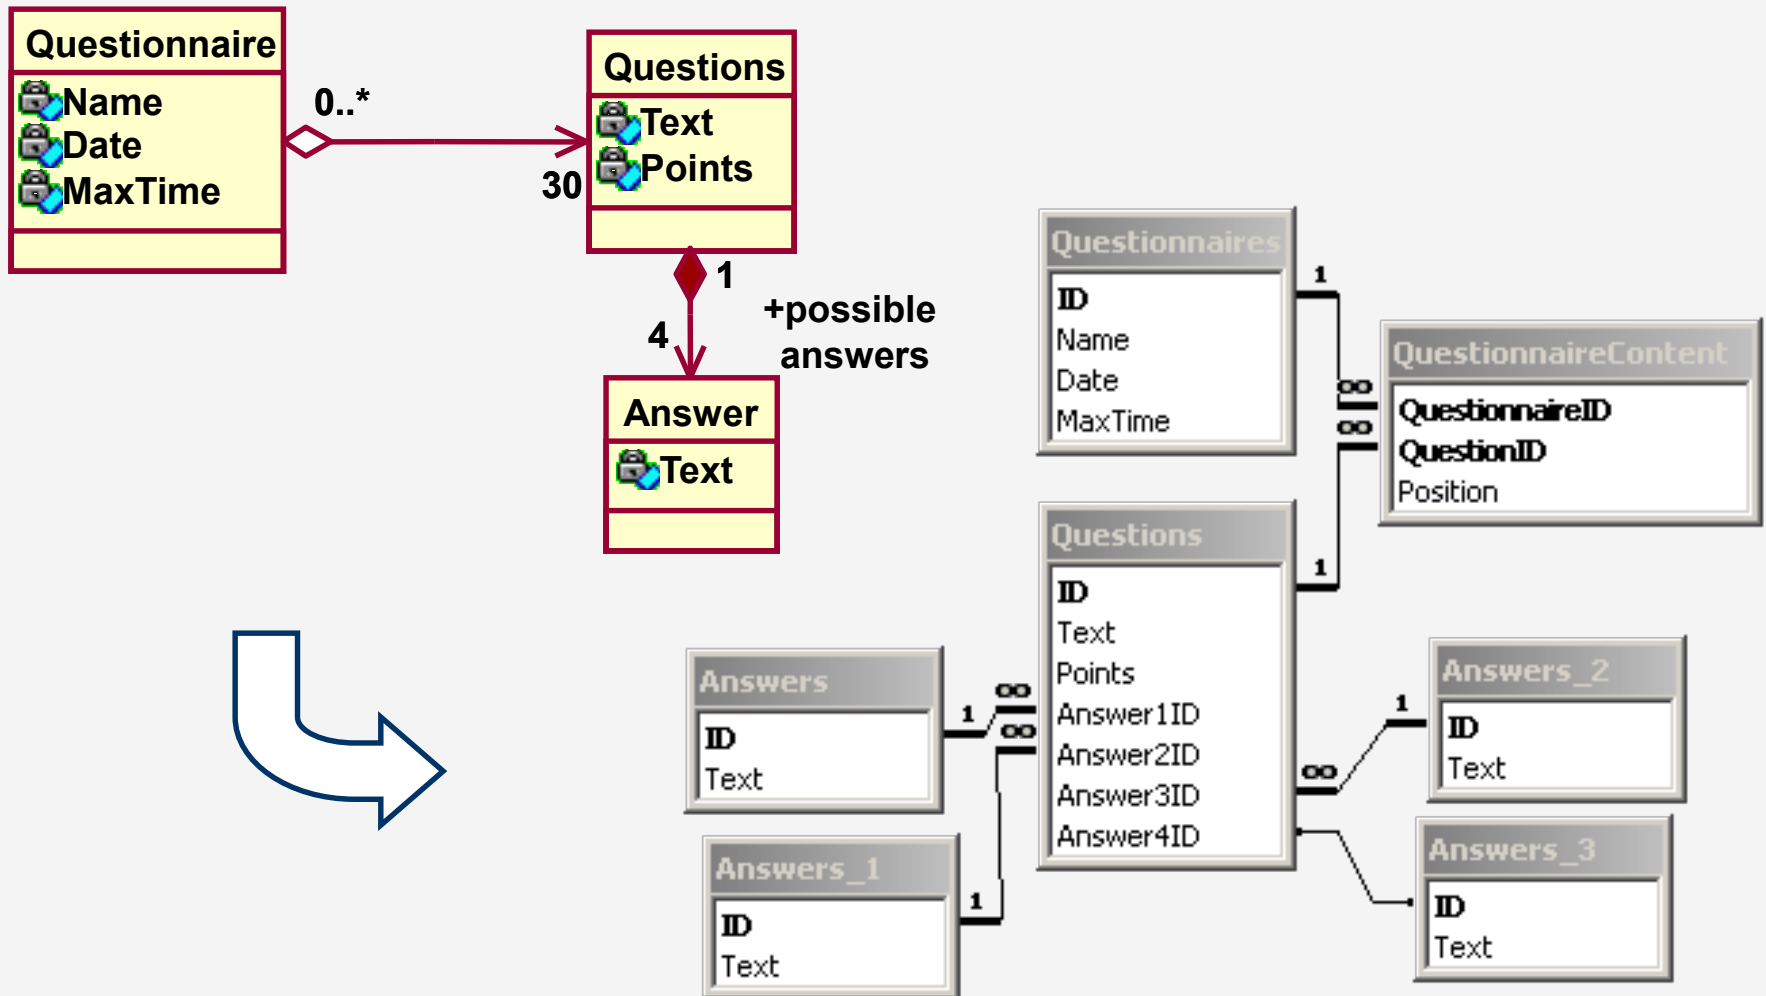 Questionnaire
Name
Date
MaxTime
0..*
30
Questions
Text
Points
1
+possible
answers
4
Answer
Text
Questionnaires
ID
Name
Date
MaxTime
1
∞
∞
QuestionnaireContent
QuestionnaireID
QuestionID
Position
Questions
ID
Text
Points
Answer1ID
Answer2ID
Answer3ID
Answer4ID
1
Answers
ID
Text
1
∞
∞
Answers_1
ID
Text
1
Answers_2
ID
Text
1
∞
Answers_3
ID
Text